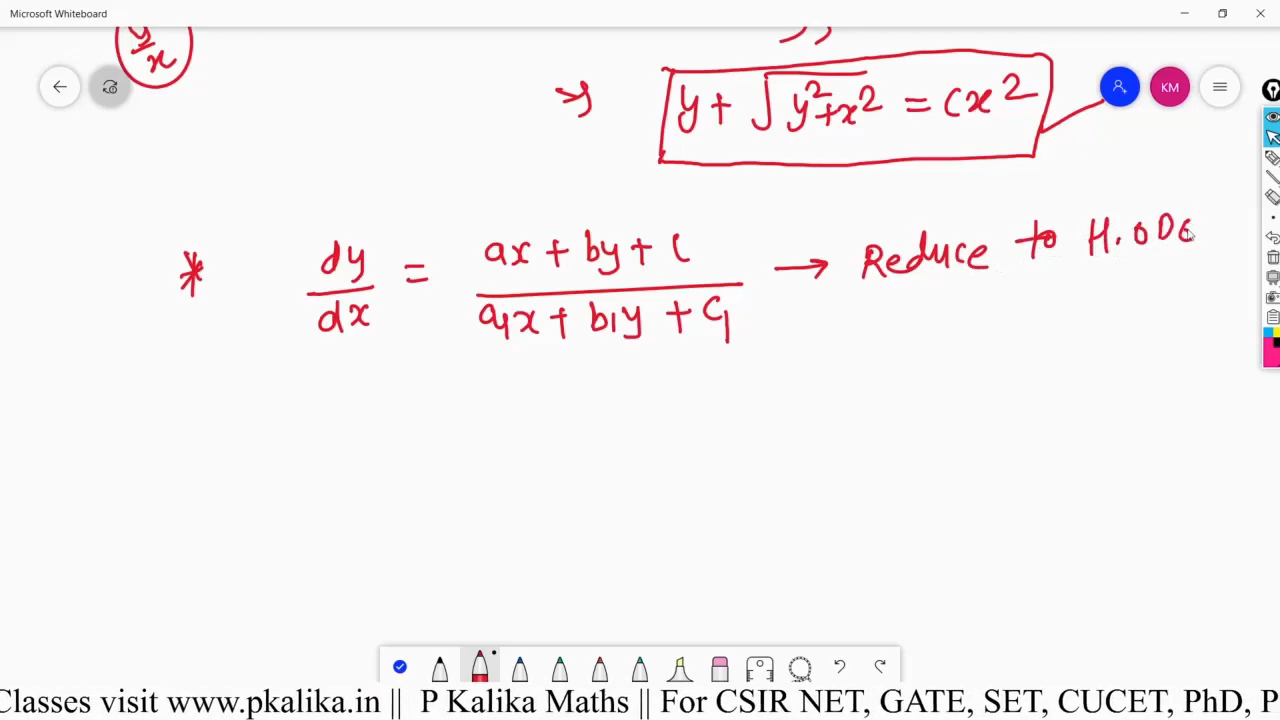 Microsoft Whiteboard
y/x
⇒ y + √(y²+x²) = cx²
KM
* dy/dx = (ax + by + c)/(a₁x + b₁y + c₁) → Reduce to H.ODE
Classes visit www.pkalika.in || P Kalika Maths || For CSIR NET, GATE, SET, CUCET, PhD, P